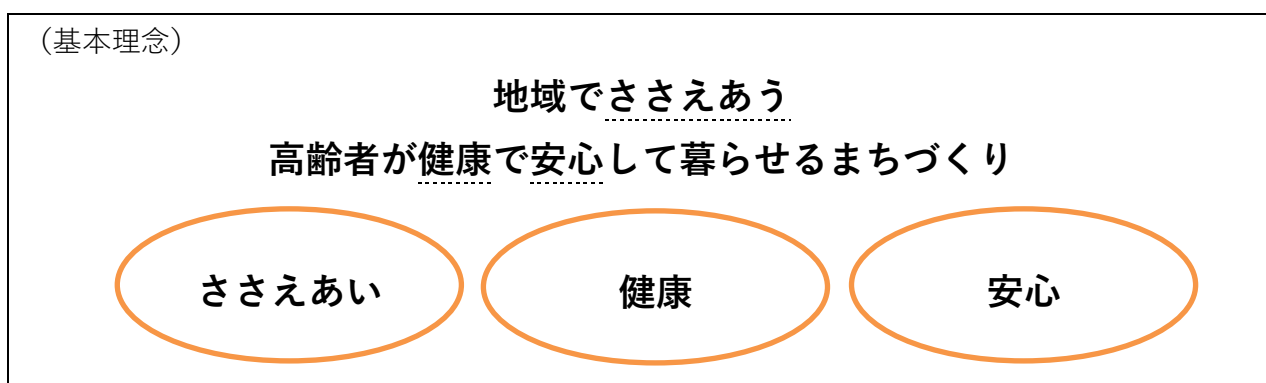 （基本理念）
地域でささえあう
高齢者が健康で安心して暮らせるまちづくり
ささえあい
健康
安心